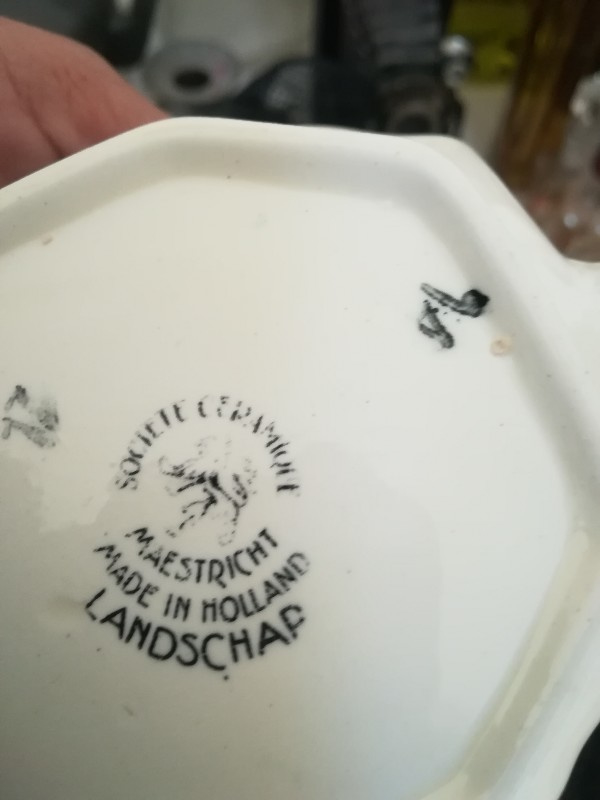 SOCIETE CERAMIQUE
MAESTRICHT
MADE IN HOLLAND
LANDSCHAP